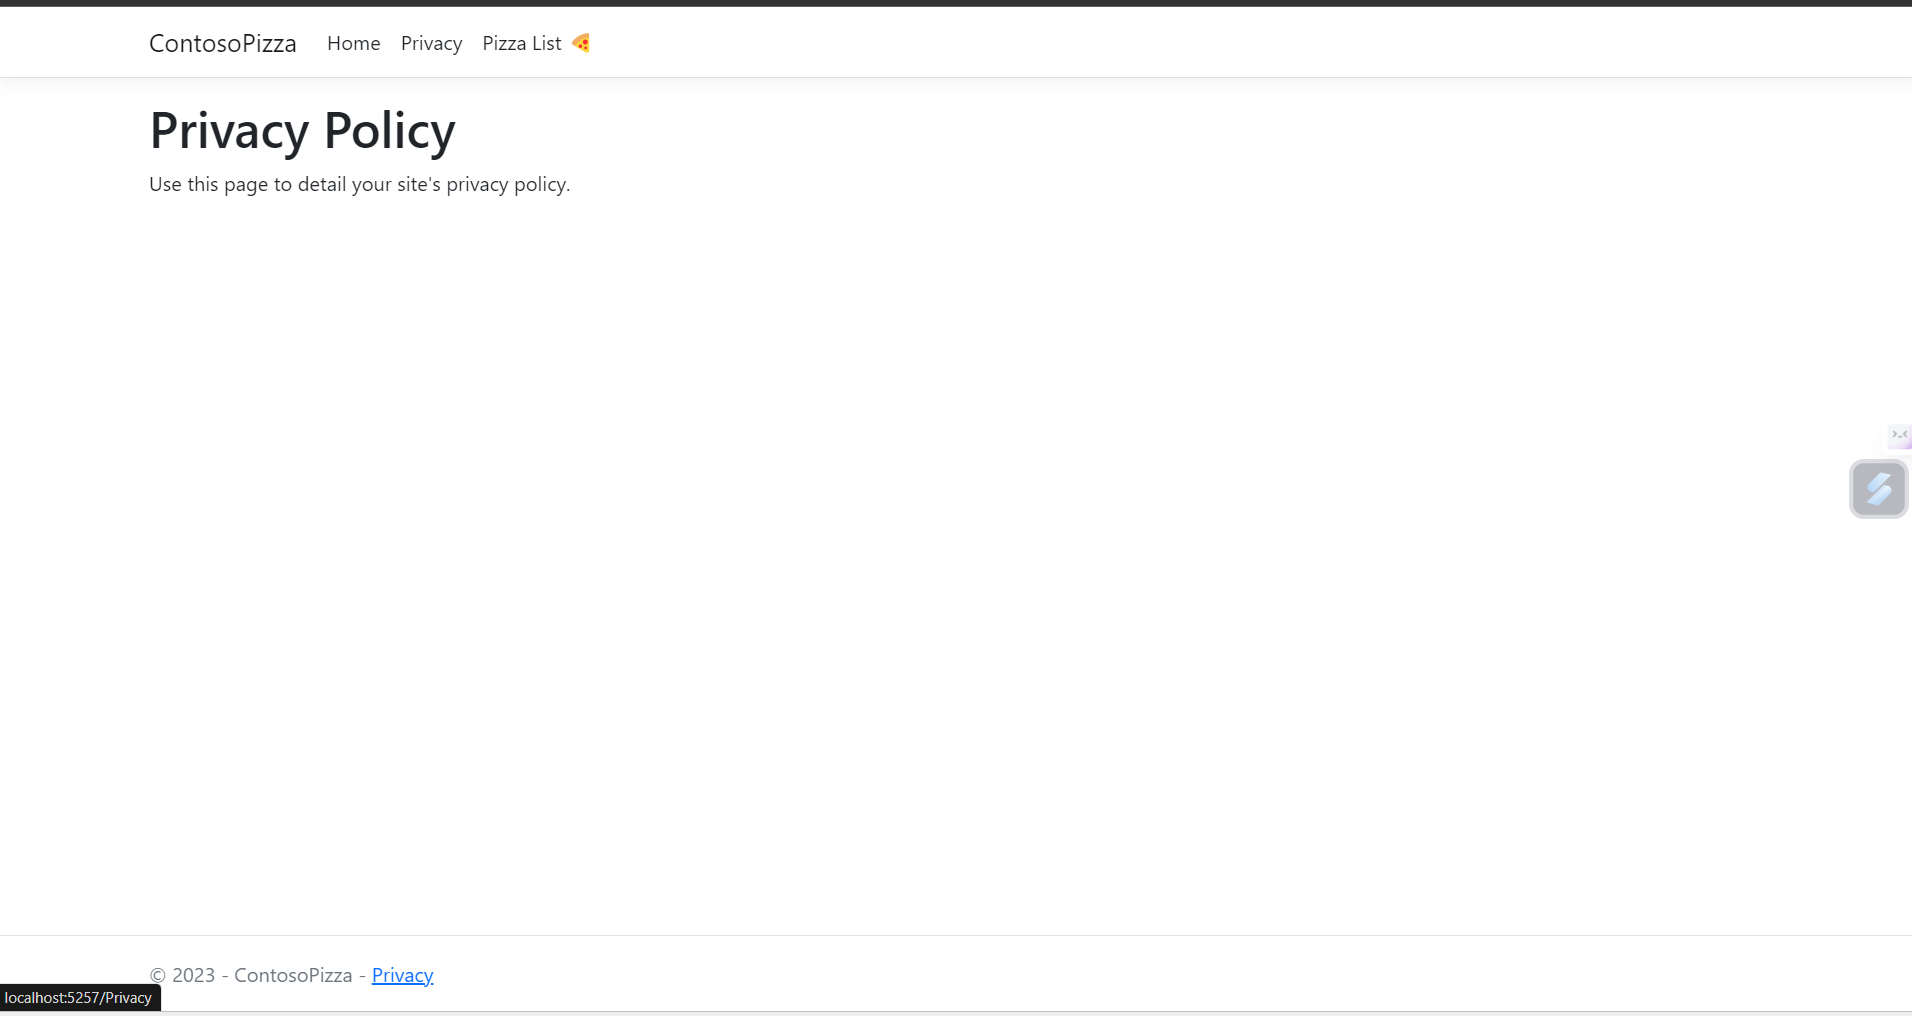 ContosoPizza Home Privacy Pizza List 🍕
Privacy Policy
Use this page to detail your site's privacy policy.
© 2023 - ContosoPizza - Privacy
localhost:5257/Privacy